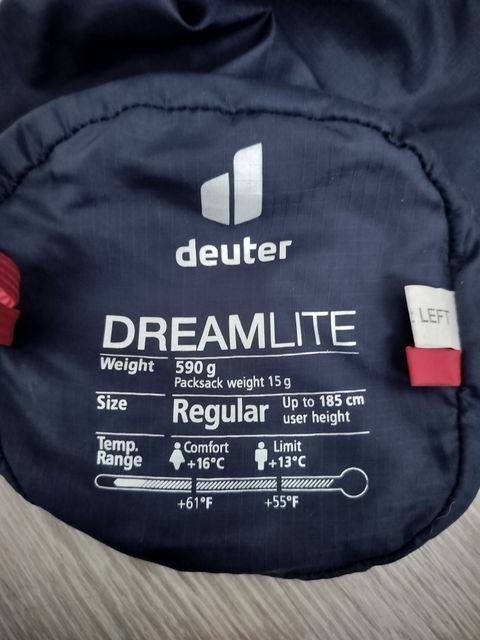 deuter
DREAMLITE
Weight 590 g
Packsack weight 15 g
Size Regular Up to 185 cm
user height
Temp. Range Comfort +16°C Limit +13°C
+61°F +55°F
LEFT